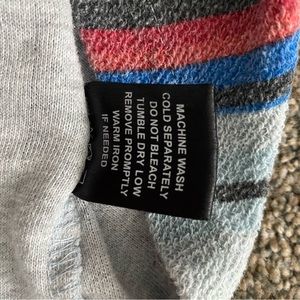 MACHINE WASH
COLD SEPARATELY
DO NOT BLEACH
TUMBLE DRY LOW
REMOVE PROMPTLY
WARM IRON
IF NEEDED